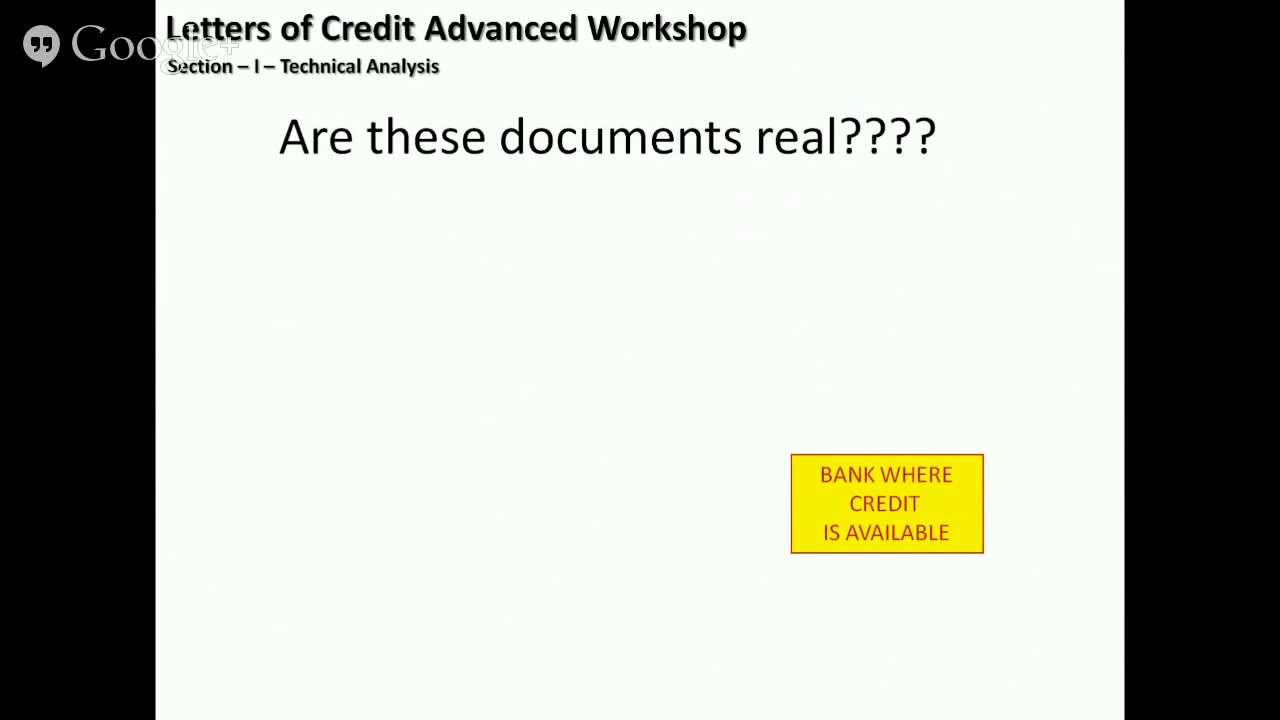 Letters of Credit Advanced Workshop
Google+
Section – I – Technical Analysis
Are these documents real????
BANK WHERE
CREDIT
IS AVAILABLE